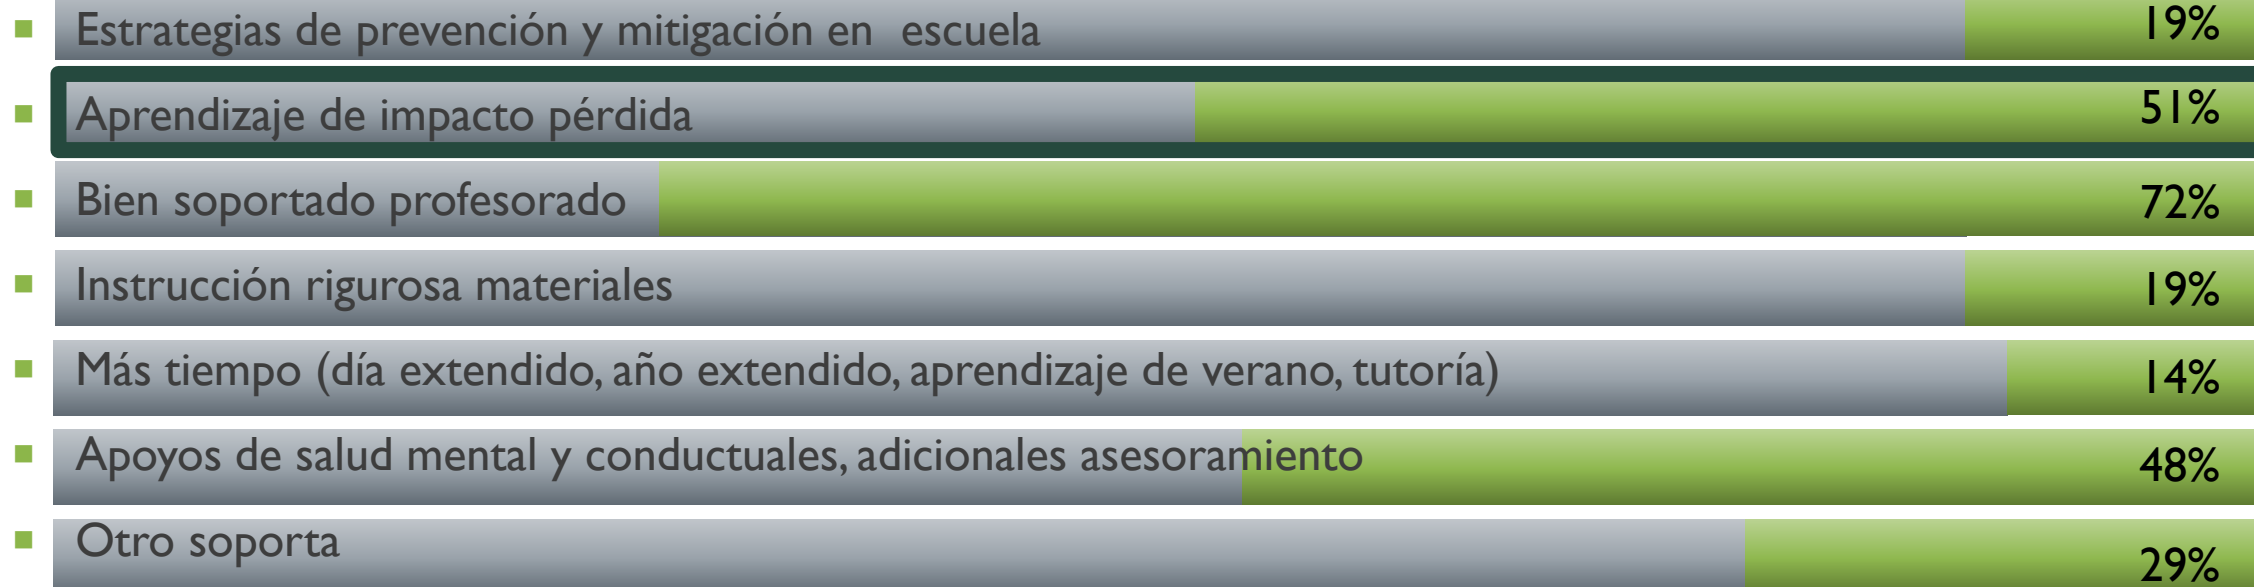 Estrategias de prevención y mitigación en escuela 19%
Aprendizaje de impacto pérdida 51%
Bien soportado profesorado 72%
Instrucción rigurosa materiales 19%
Más tiempo (día extendido, año extendido, aprendizaje de verano, tutoría) 14%
Apoyos de salud mental y conductuales, adicionales asesoramiento 48%
Otro soporta 29%